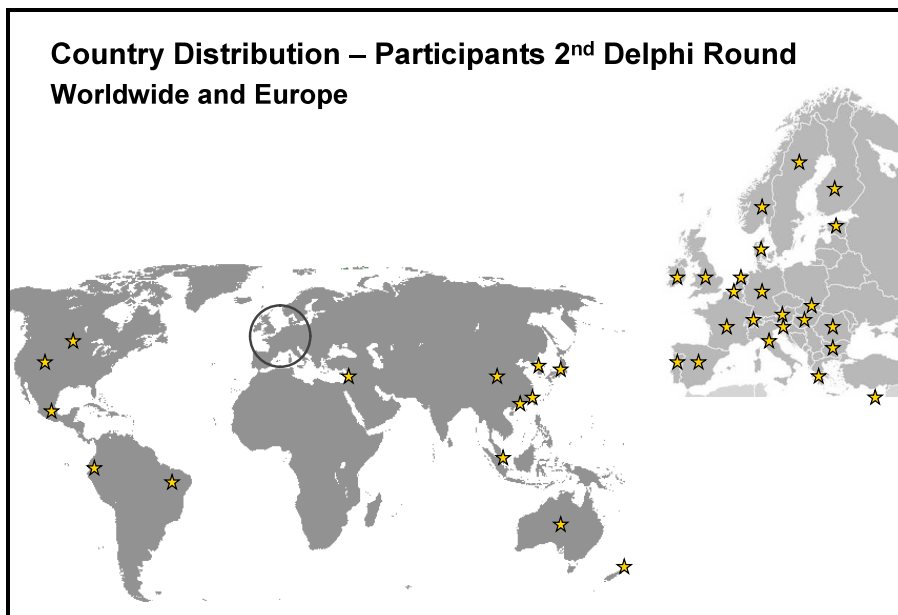 Country Distribution – Participants 2nd Delphi Round
Worldwide and Europe